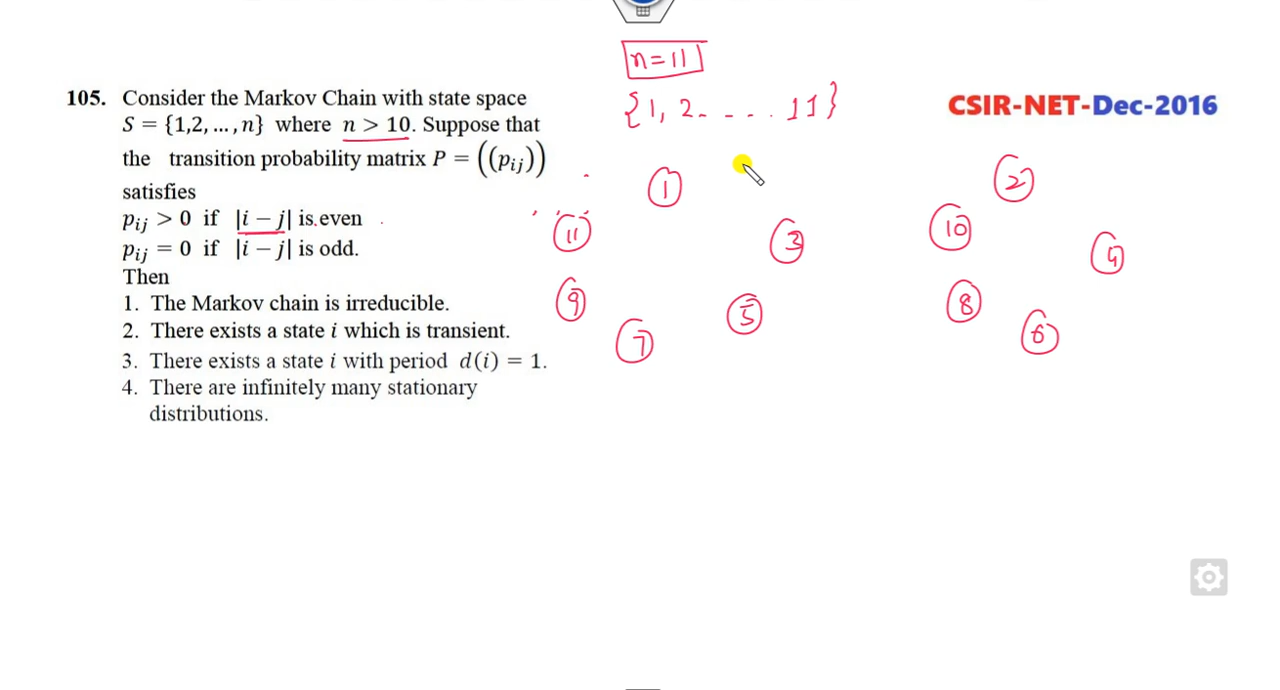 n=11
{1, 2. . . . . 11}
105. Consider the Markov Chain with state space
S = {1,2, ... , n} where n > 10. Suppose that
the transition probability matrix P = ((pij))
satisfies
pij > 0 if |i − j| is even
pij = 0 if |i − j| is odd.
Then
1. The Markov chain is irreducible.
2. There exists a state i which is transient.
3. There exists a state i with period d(i) = 1.
4. There are infinitely many stationary
distributions.
CSIR-NET-Dec-2016
1
2
11
3
10
4
9
5
8
7
6